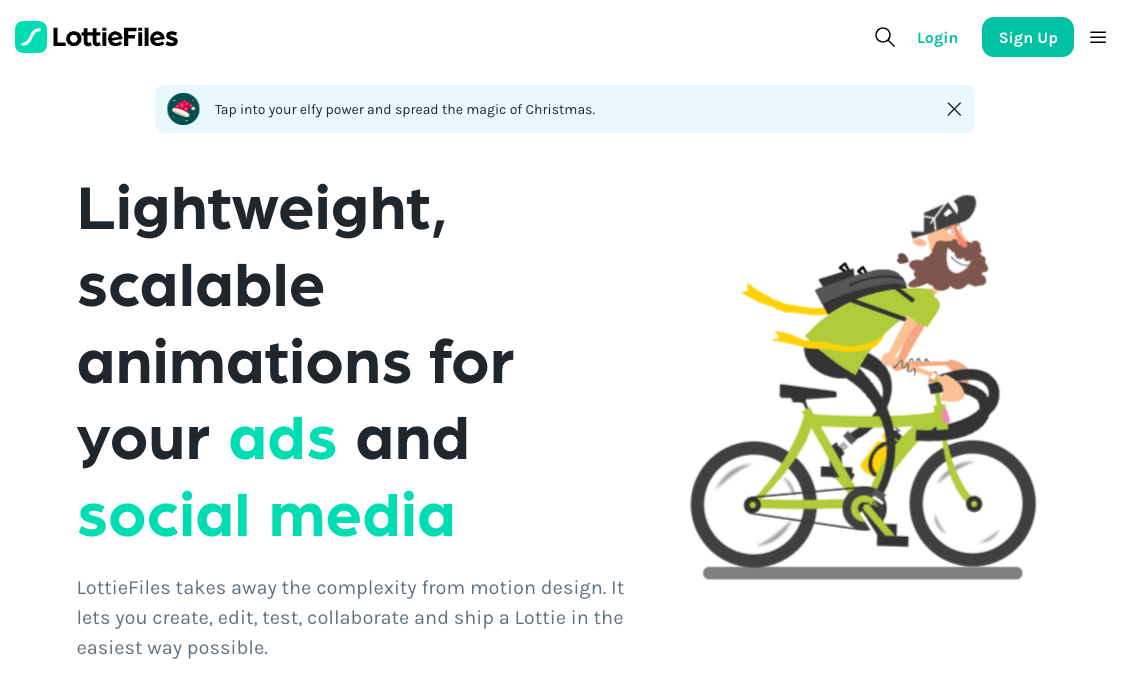 LottieFiles
Login
Sign Up
Tap into your elfy power and spread the magic of Christmas.
Lightweight,
scalable
animations for
your ads and
social media
LottieFiles takes away the complexity from motion design. It
lets you create, edit, test, collaborate and ship a Lottie in the
easiest way possible.